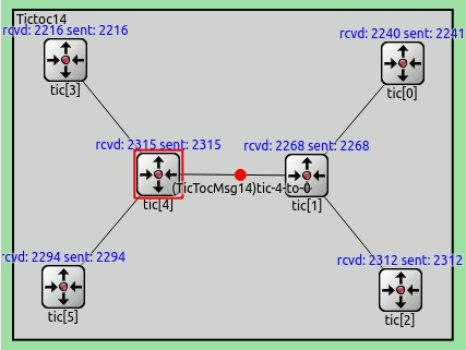 Tictoc14
rcvd: 2216 sent: 2216
rcvd: 2240 sent: 2241
tic[3]
tic[0]
rcvd: 2315 sent: 2315
rcvd: 2268 sent: 2268
(TicTocMsg14)tic-4-to-0
tic[4]
tic[1]
rcvd: 2294 sent: 2294
rcvd: 2312 sent: 2312
tic[5]
tic[2]